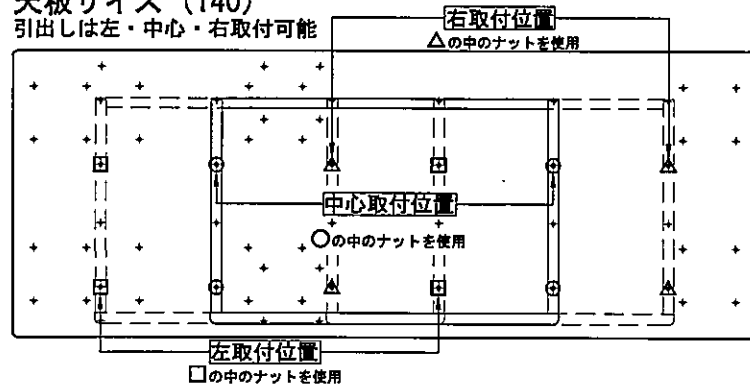 天板サイズ（140）
引出しは左・中心・右取付可能
右取付位置
△の中のナットを使用
中心取付位置
○の中のナットを使用
左取付位置
□の中のナットを使用